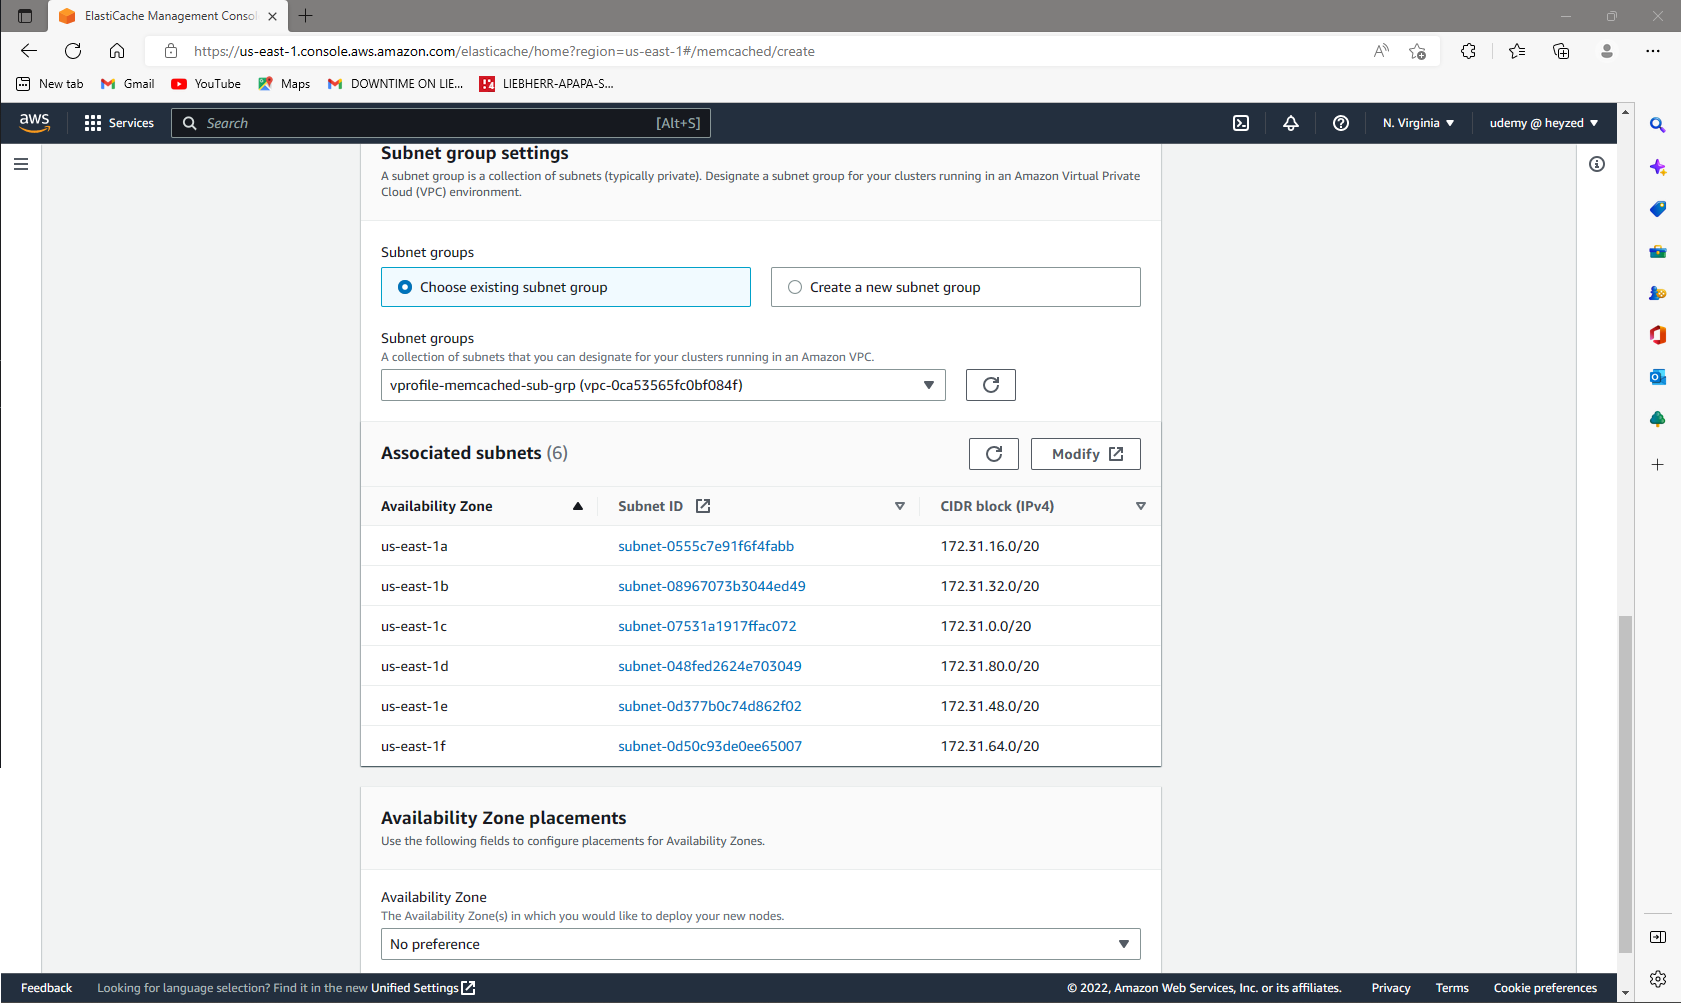 ElastiCache Management Conso
https://us-east-1.console.aws.amazon.com/elasticache/home?region=us-east-1#/memcached/create
New tab
Gmail
YouTube
Maps
DOWNTIME ON LIE...
LIEBHERR-APAPA-S...
aws
Services
Search
[Alt+S]
N. Virginia
udemy @ heyzed
Subnet group settings
A subnet group is a collection of subnets (typically private). Designate a subnet group for your clusters running in an Amazon Virtual Private
Cloud (VPC) environment.
Subnet groups
Choose existing subnet group
Create a new subnet group
Subnet groups
A collection of subnets that you can designate for your clusters running in an Amazon VPC.
vprofile-memcached-sub-grp (vpc-0ca53565fc0bf084f)
Associated subnets (6)
Modify
Availability Zone
Subnet ID
CIDR block (IPv4)
us-east-1a
subnet-0555c7e91f6f4fabb
172.31.16.0/20
us-east-1b
subnet-08967073b3044ed49
172.31.32.0/20
us-east-1c
subnet-07531a1917ffac072
172.31.0.0/20
us-east-1d
subnet-048fed2624e703049
172.31.80.0/20
us-east-1e
subnet-0d377b0c74d862f02
172.31.48.0/20
us-east-1f
subnet-0d50c93de0ee65007
172.31.64.0/20
Availability Zone placements
Use the following fields to configure placements for Availability Zones.
Availability Zone
The Availability Zone(s) in which you would like to deploy your new nodes.
No preference
Feedback
Looking for language selection? Find it in the new Unified Settings
© 2022, Amazon Web Services, Inc. or its affiliates.
Privacy
Terms
Cookie preferences